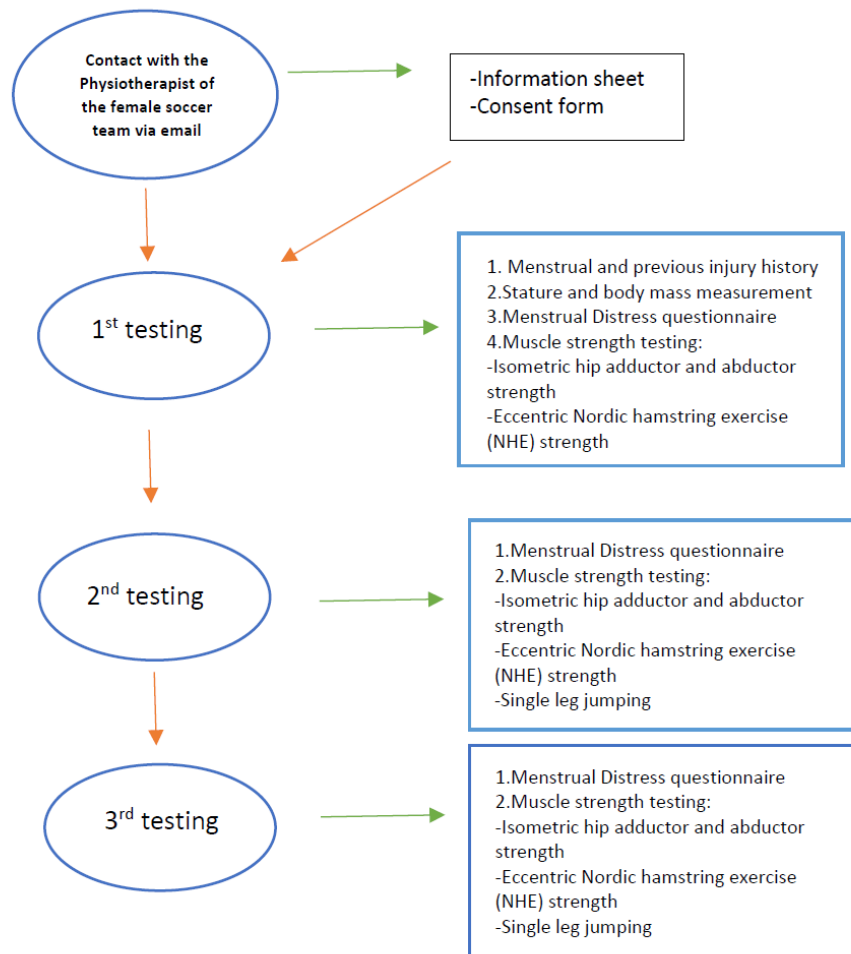 Contact with the
Physiotherapist of
the female soccer
team via email
-Information sheet
-Consent form
1st testing
1. Menstrual and previous injury history
2.Stature and body mass measurement
3.Menstrual Distress questionnaire
4.Muscle strength testing:
-Isometric hip adductor and abductor
strength
-Eccentric Nordic hamstring exercise
(NHE) strength
2nd testing
1.Menstrual Distress questionnaire
2.Muscle strength testing:
-Isometric hip adductor and abductor
strength
-Eccentric Nordic hamstring exercise
(NHE) strength
-Single leg jumping
3rd testing
1.Menstrual Distress questionnaire
2.Muscle strength testing:
-Isometric hip adductor and abductor
strength
-Eccentric Nordic hamstring exercise
(NHE) strength
-Single leg jumping